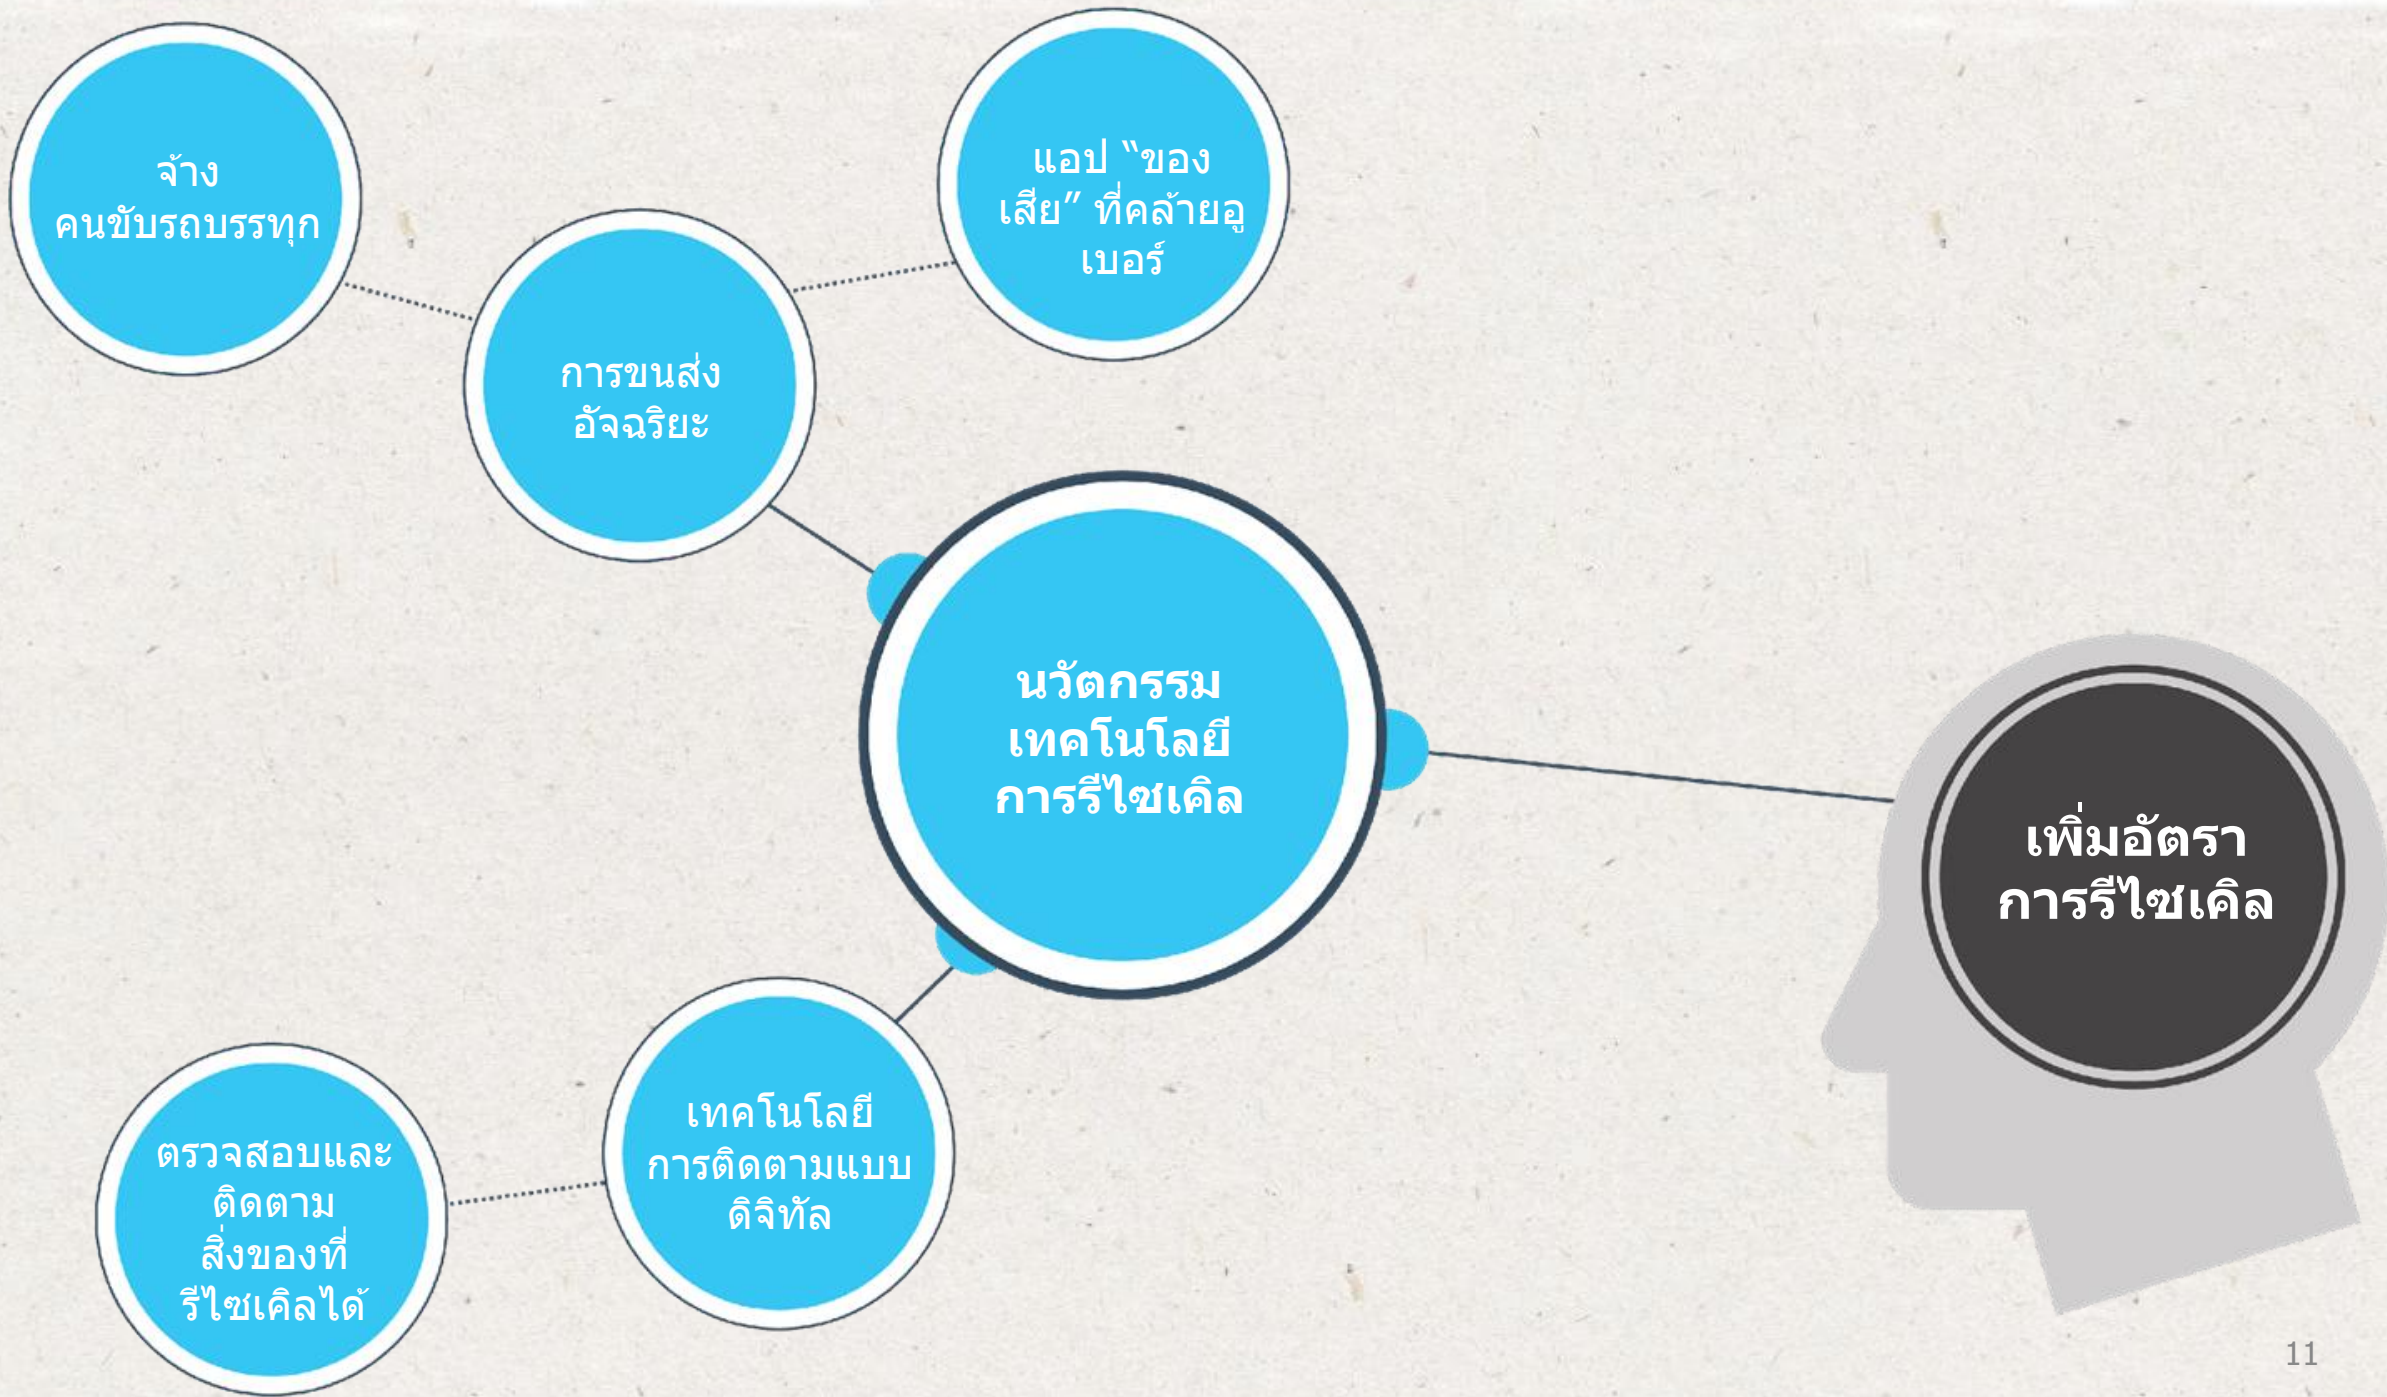 จ้าง
คนขับรถบรรทุก
แอป “ของ
เสีย” ที่คล้ายอู
เบอร์
การขนส่ง
อัจฉริยะ
นวัตกรรม
เทคโนโลยี
การรีไซเคิล
เพิ่มอัตรา
การรีไซเคิล
เทคโนโลยี
การติดตามแบบ
ดิจิทัล
ตรวจสอบและ
ติดตาม
สิ่งของที่
รีไซเคิลได้
11